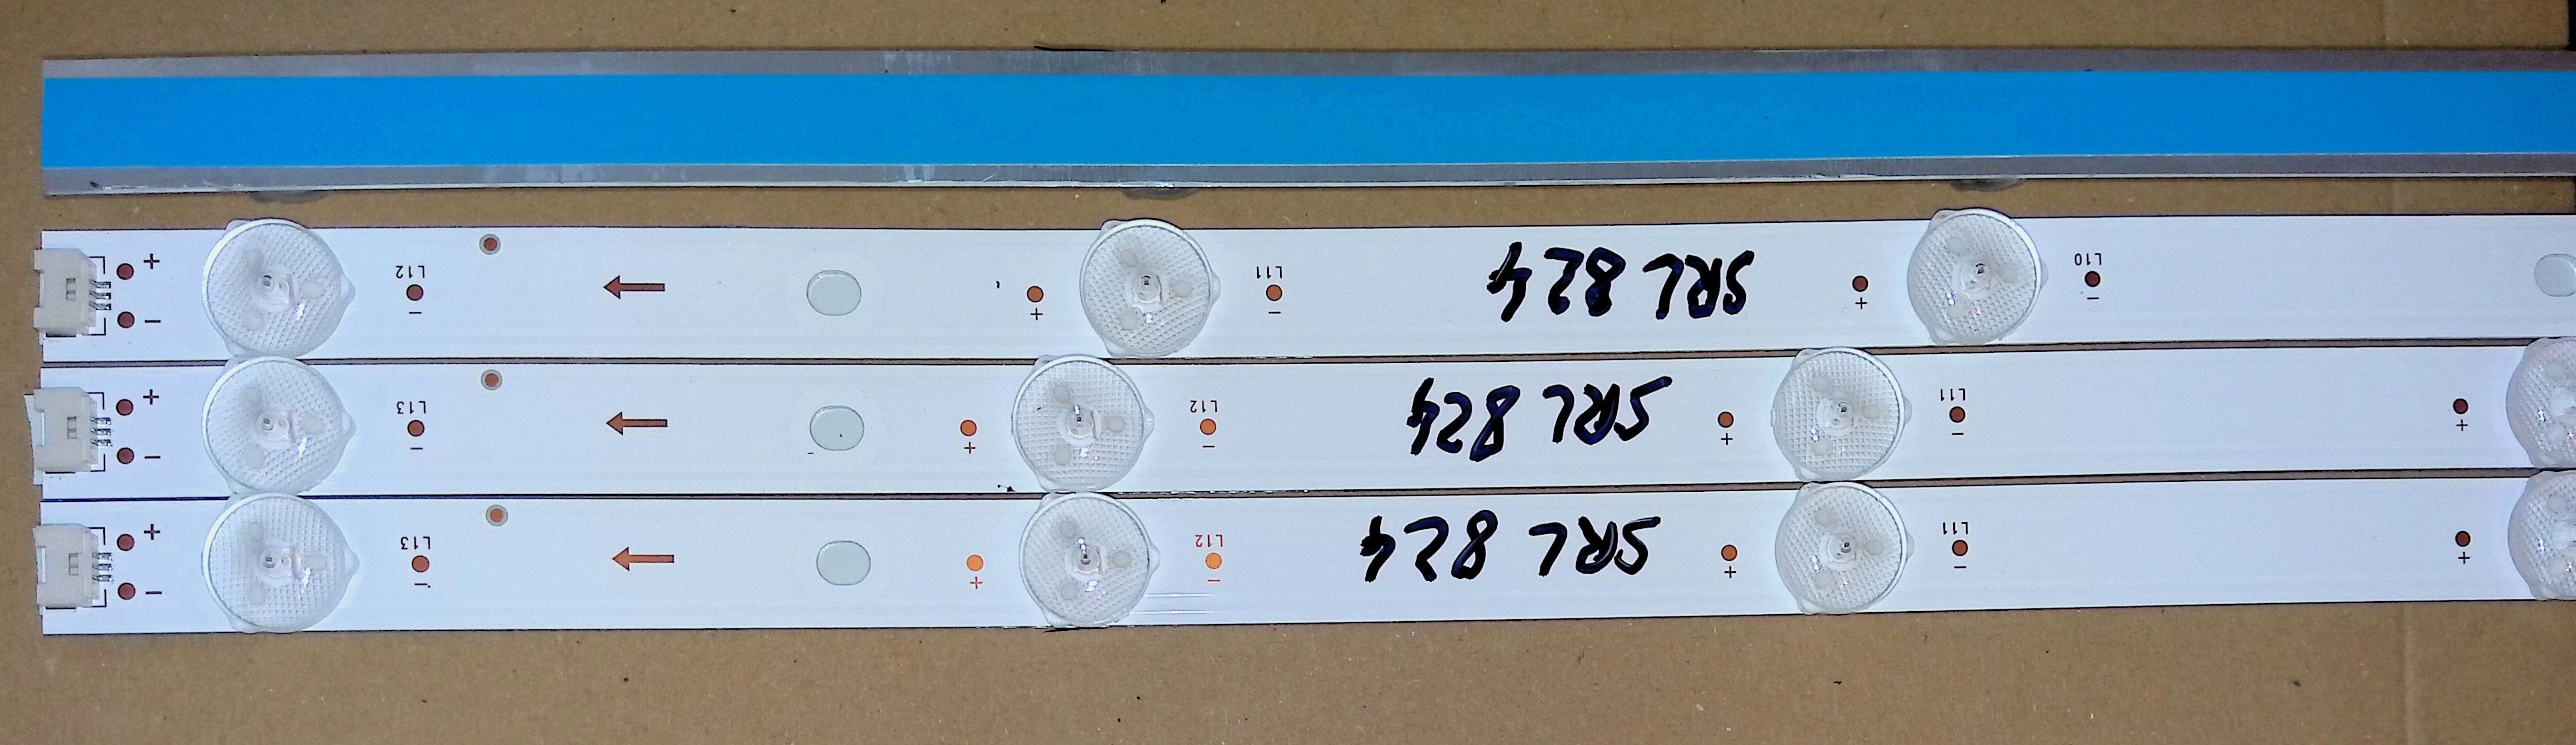 + L12 + L11 SRL 824 + L10
− − − −
+ L13 + L12 SRL 824 + L11 +
− − − −
+ L13 + L12 SRL 824 + L11 +
− − − −